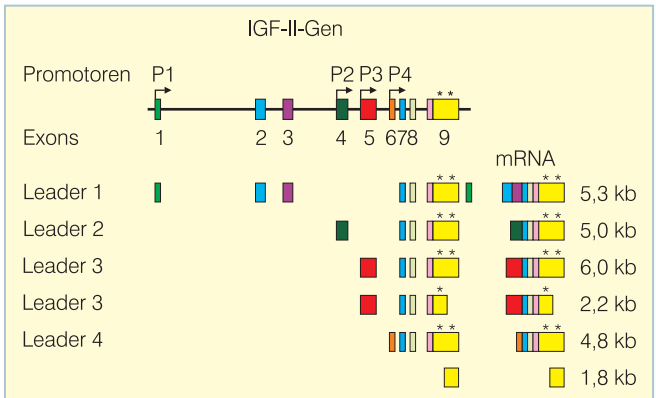 IGF-II-Gen
Promotoren P1 P2 P3 P4
* *
Exons 1 2 3 4 5 6 7 8 9
mRNA
* * * *
Leader 1 5,3 kb
* * * *
Leader 2 5,0 kb
* * * *
Leader 3 6,0 kb
* *
Leader 3 2,2 kb
* * * *
Leader 4 4,8 kb
1,8 kb